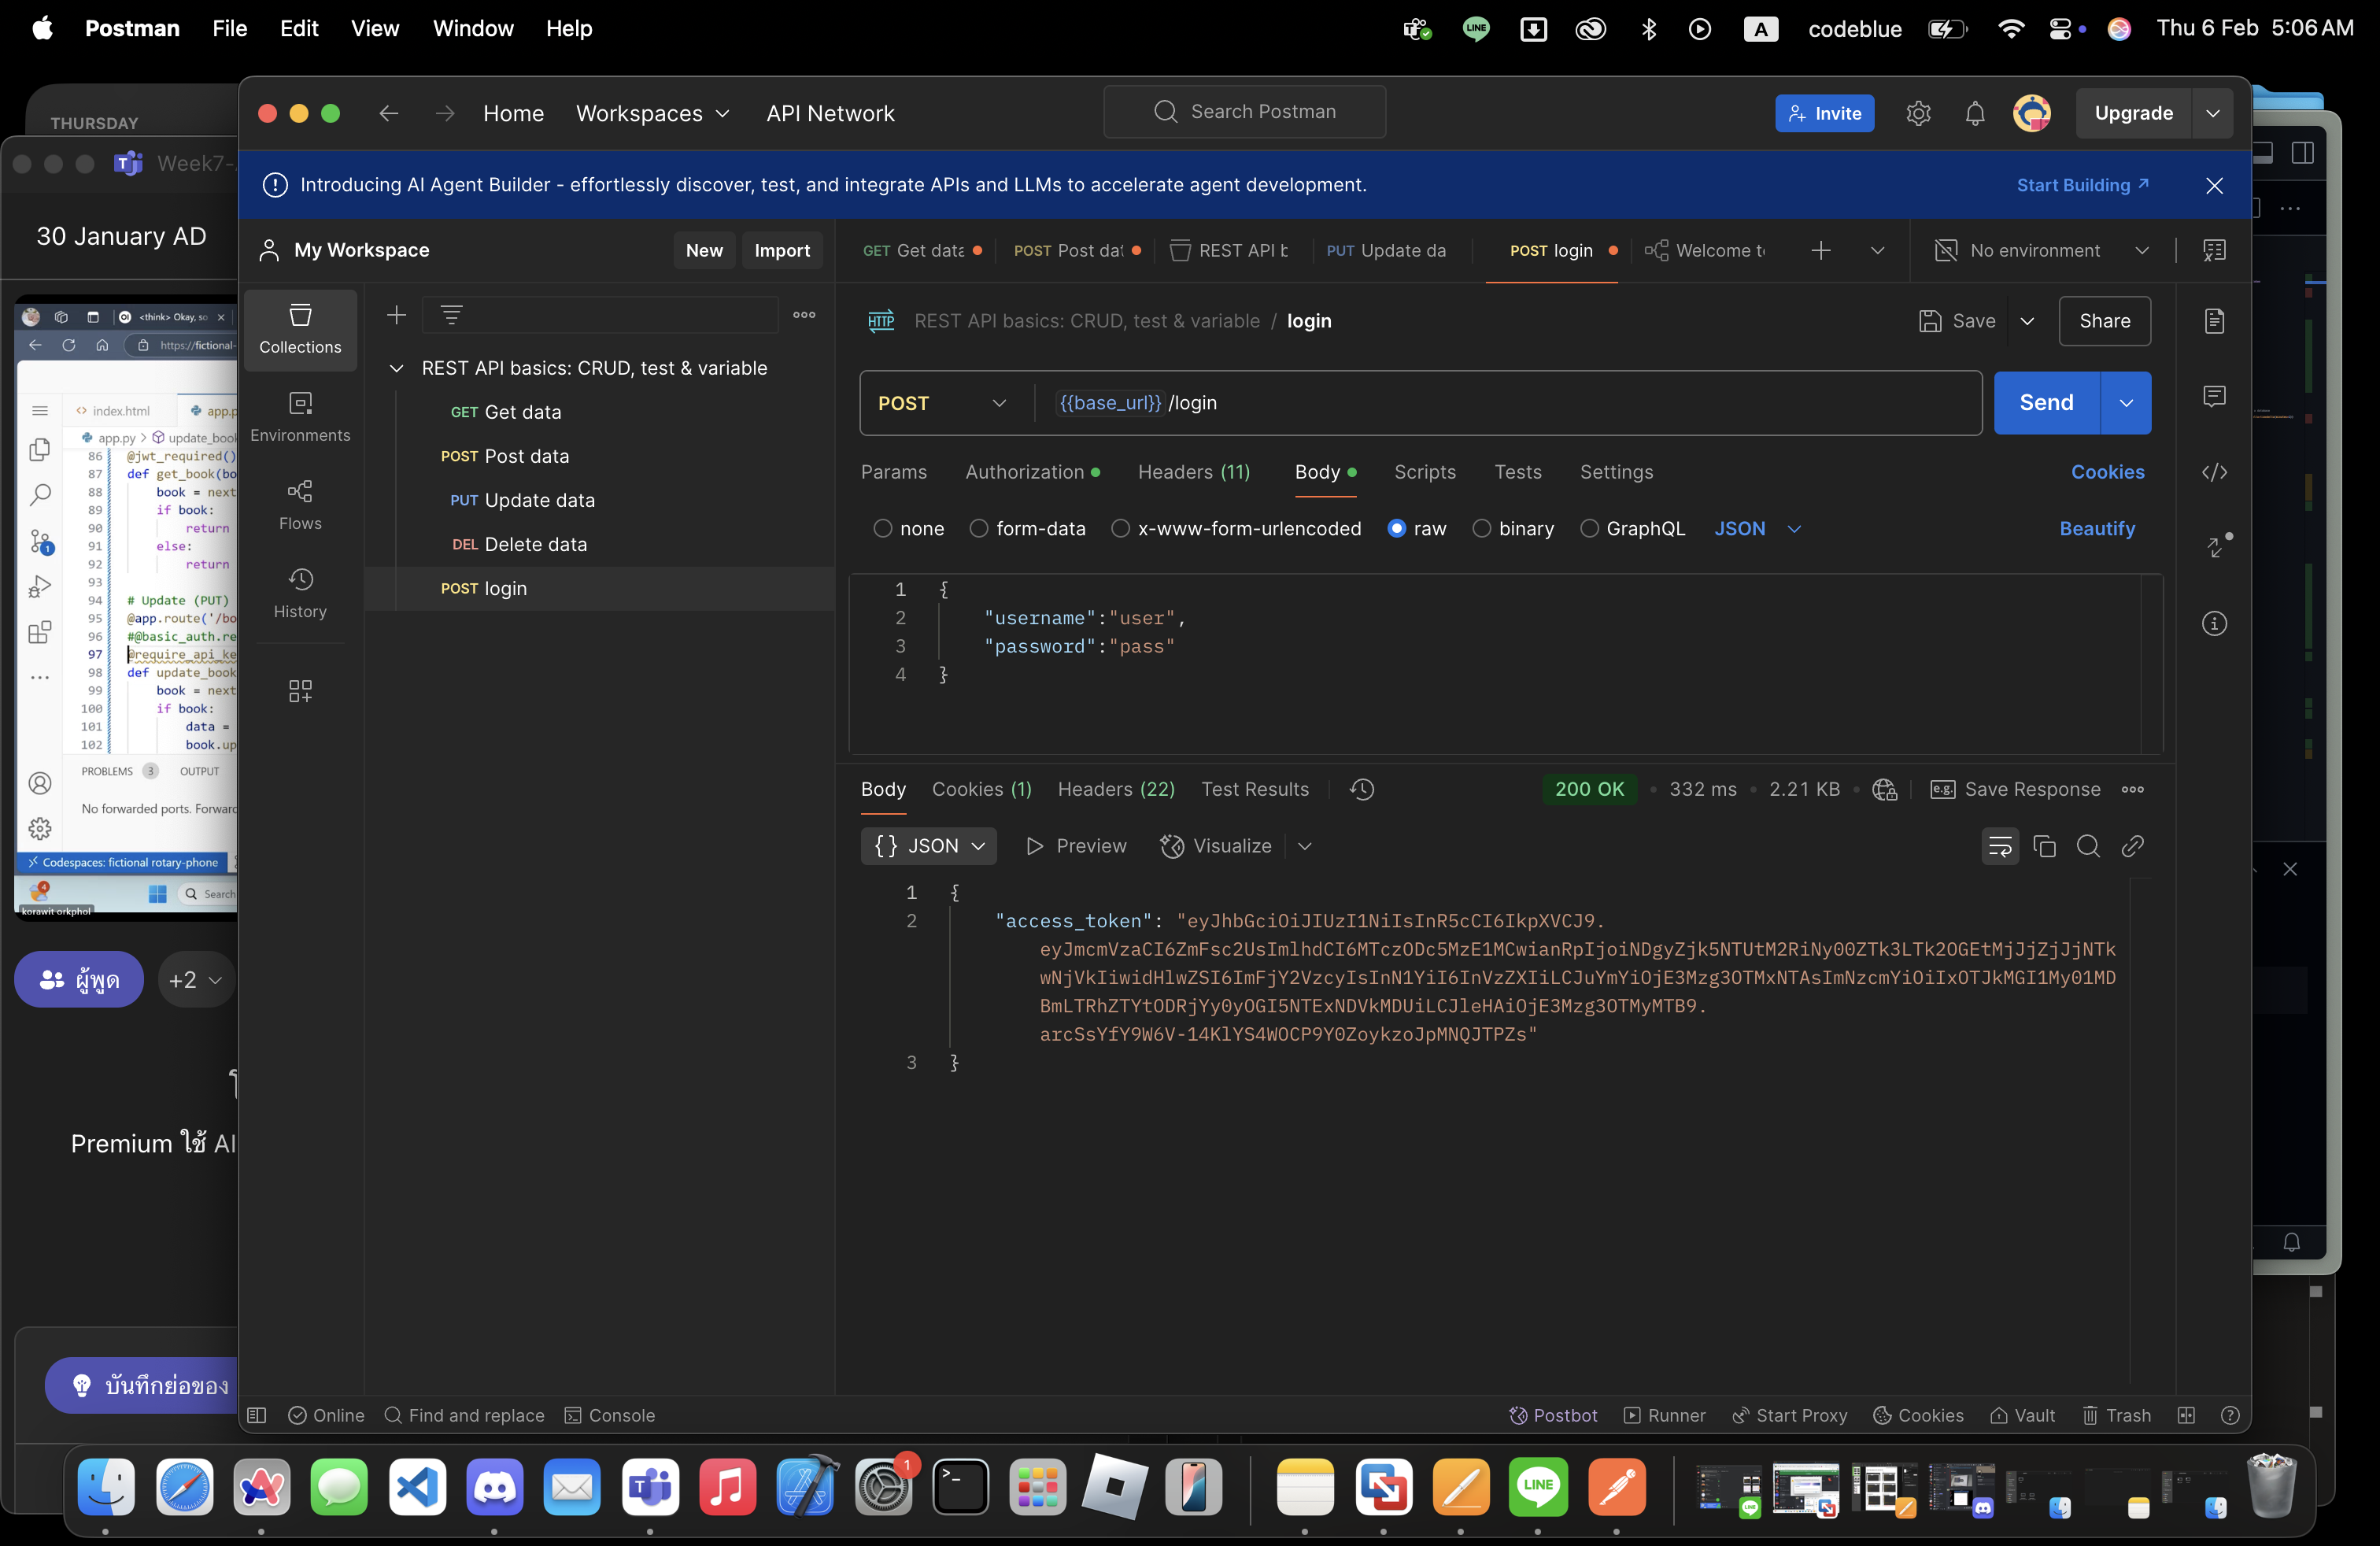 Postman File Edit View Window Help
LINE
A codeblue Thu 6 Feb 5:06 AM
THURSDAY
Week7-
30 January AD
Home Workspaces API Network
Search Postman
Invite
Upgrade
Introducing AI Agent Builder - effortlessly discover, test, and integrate APIs and LLMs to accelerate agent development.
Start Building
My Workspace New Import
GET Get data POST Post dat REST API b PUT Update da POST login Welcome to No environment
Collections
Environments
Flows
History
REST API basics: CRUD, test & variable
GET Get data
POST Post data
PUT Update data
DEL Delete data
POST login
HTTP REST API basics: CRUD, test & variable / login
Save Share
POST {{base_url}} /login
Send
Params Authorization Headers (11) Body Scripts Tests Settings
Cookies
none form-data x-www-form-urlencoded raw binary GraphQL JSON
Beautify
1 {
2 "username":"user",
3 "password":"pass"
4 }
Body Cookies (1) Headers (22) Test Results
200 OK 332 ms 2.21 KB e.g. Save Response
{ } JSON Preview Visualize
1 {
2 "access_token": "eyJhbGciOiJIUzI1NiIsInR5cCI6IkpXVCJ9.
eyJmcmVzaCI6ZmFsc2UsImlhdCI6MTczODc5MzE1MCwianRpIjoiNDgyZjk5NTUtM2RiNy00ZTk3LTk2OGEtMjJjZjJjNTk
wNjVkIiwidHlwZSI6ImFjY2VzcyIsInN1YiI6InVzZXIiLCJuYmYiOjE3Mzg3OTMxNTAsImNzcmYiOiIxOTJkMGI1My01MD
BmLTRhZTYtODRjYy0yOGI5NTExNDVkMDUiLCJleHAiOjE3Mzg3OTMyMTB9.
arcSsYfY9W6V-14KlYS4WOCP9Y0ZoykzoJpMNQJTPZs"
3 }
<think> Okay, so
https://fictional-
index.html app.p
app.py > update_book
86 @jwt_required()
87 def get_book(bo
88 book = next
89 if book:
90 return
91 else:
92 return
93
94 # Update (PUT)
95 @app.route('/bo
96 #@basic_auth.re
97 @require_api_ke
98 def update_book
99 book = next
100 if book:
101 data =
102 book.up
PROBLEMS 3 OUTPUT
No forwarded ports. Forward
Codespaces: fictional rotary-phone
Search
korawit orkphol
ผู้พูด +2
Premium ใช้ AI
บันทึกย่อของ
Online Find and replace Console
Postbot Runner Start Proxy Cookies Vault Trash
1
LINE